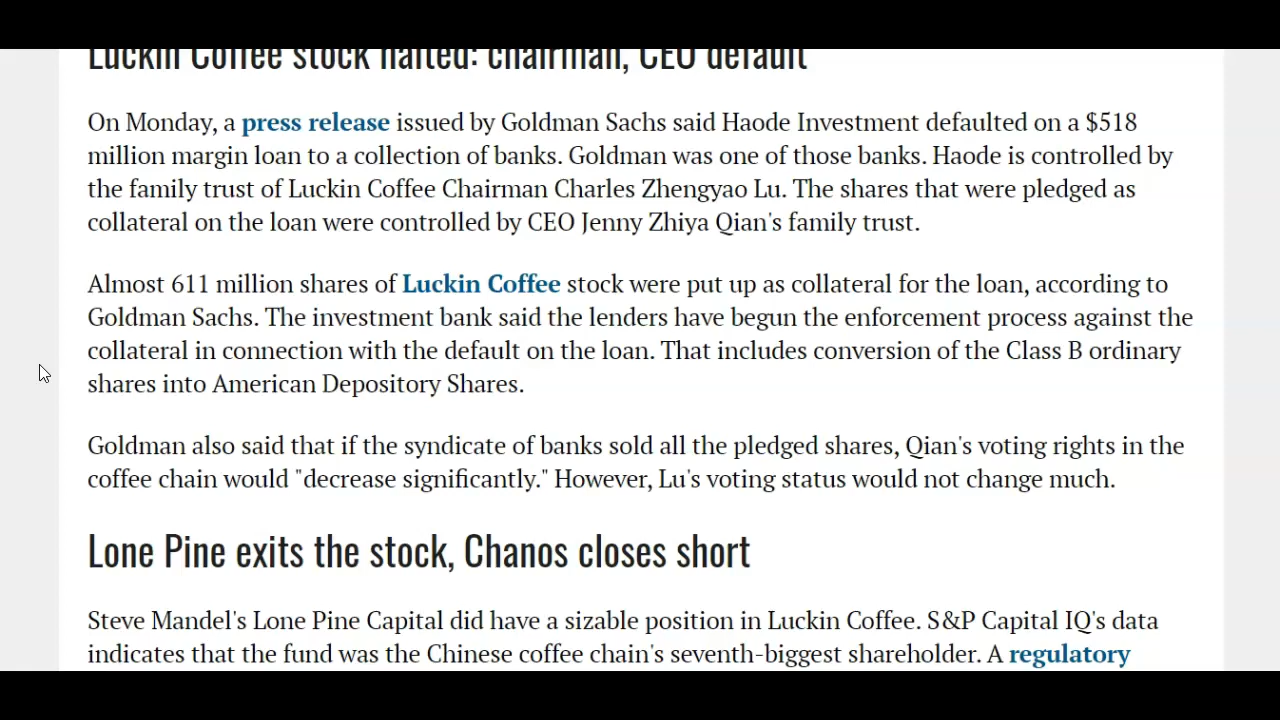 Luckin Coffee stock halted: chairman, CEO default
On Monday, a press release issued by Goldman Sachs said Haode Investment defaulted on a $518
million margin loan to a collection of banks. Goldman was one of those banks. Haode is controlled by
the family trust of Luckin Coffee Chairman Charles Zhengyao Lu. The shares that were pledged as
collateral on the loan were controlled by CEO Jenny Zhiya Qian's family trust.
Almost 611 million shares of Luckin Coffee stock were put up as collateral for the loan, according to
Goldman Sachs. The investment bank said the lenders have begun the enforcement process against the
collateral in connection with the default on the loan. That includes conversion of the Class B ordinary
shares into American Depository Shares.
Goldman also said that if the syndicate of banks sold all the pledged shares, Qian's voting rights in the
coffee chain would "decrease significantly." However, Lu's voting status would not change much.
Lone Pine exits the stock, Chanos closes short
Steve Mandel's Lone Pine Capital did have a sizable position in Luckin Coffee. S&P Capital IQ's data
indicates that the fund was the Chinese coffee chain's seventh-biggest shareholder. A regulatory